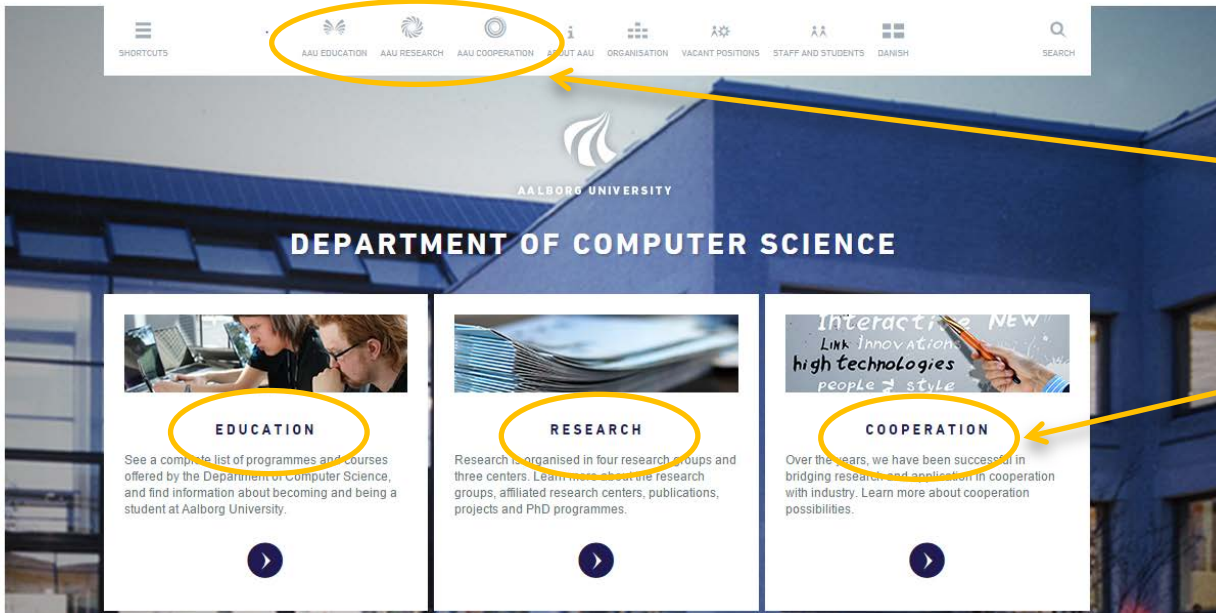 SHORTCUTS
AAU EDUCATION
AAU RESEARCH
AAU COOPERATION
ABOUT AAU
ORGANISATION
VACANT POSITIONS
STAFF AND STUDENTS
DANISH
SEARCH
AALBORG UNIVERSITY
DEPARTMENT OF COMPUTER SCIENCE
EDUCATION
See a complete list of programmes and courses
offered by the Department of Computer Science,
and find information about becoming and being a
student at Aalborg University.
RESEARCH
Research is organised in four research groups and
three centers. Learn more about the research
groups, affiliated research centers, publications,
projects and PhD programmes.
Interactive NEW
Link Innovations
high technologies
people & style
COOPERATION
Over the years, we have been successful in
bridging research and application in cooperation
with industry. Learn more about cooperation
possibilities.